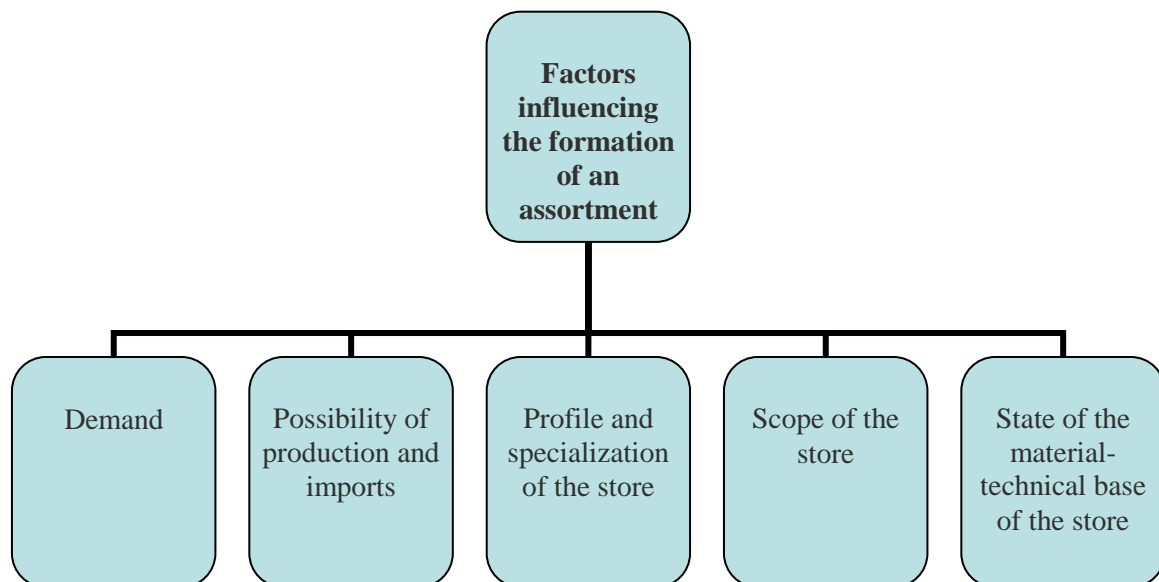 Factors
influencing
the formation
of an
assortment
Demand
Possibility of
production and
imports
Profile and
specialization
of the store
Scope of the
store
State of the
material-
technical base
of the store